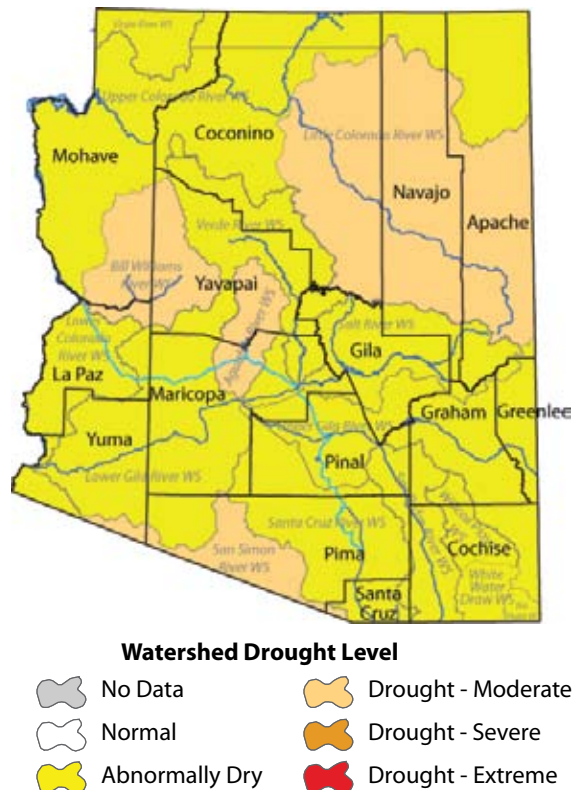 Virgin River WS
Upper Colorado River WS
Coconino
Little Colorado River WS
Mohave
Navajo
Apache
Verde River WS
Bill Williams
River WS
Yavapai
Lower
Colorado
River WS
Salt River WS
Gila
La Paz
Maricopa
Graham
Greenlee
Yuma
Gila River WS
Pinal
Lower Gila River WS
Santa Cruz River WS
San Simon
River WS
Pima
Cochise
White
Water
Draw WS
Santa
Cruz
Watershed Drought Level
No Data
Drought - Moderate
Normal
Drought - Severe
Abnormally Dry
Drought - Extreme